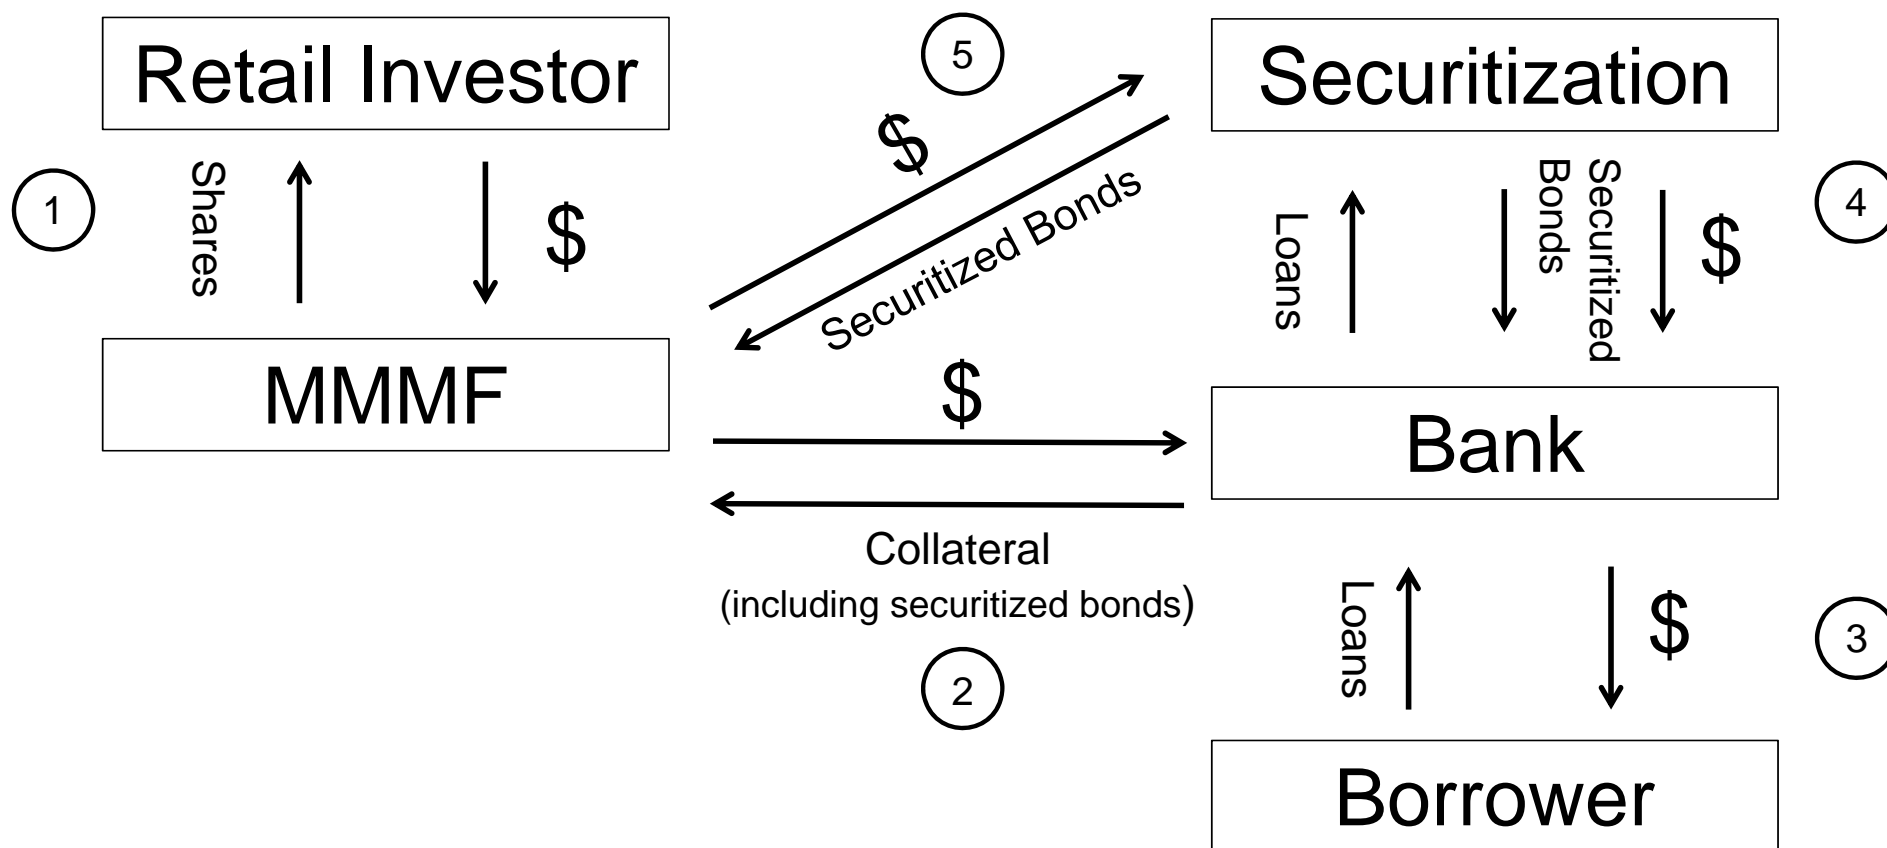 5
Retail Investor
Securitization
1
Shares
$
$
Securitized Bonds
Loans
Securitized
Bonds
$
4
MMMF
$
Bank
Collateral
(including securitized bonds)
2
Loans
$
3
Borrower